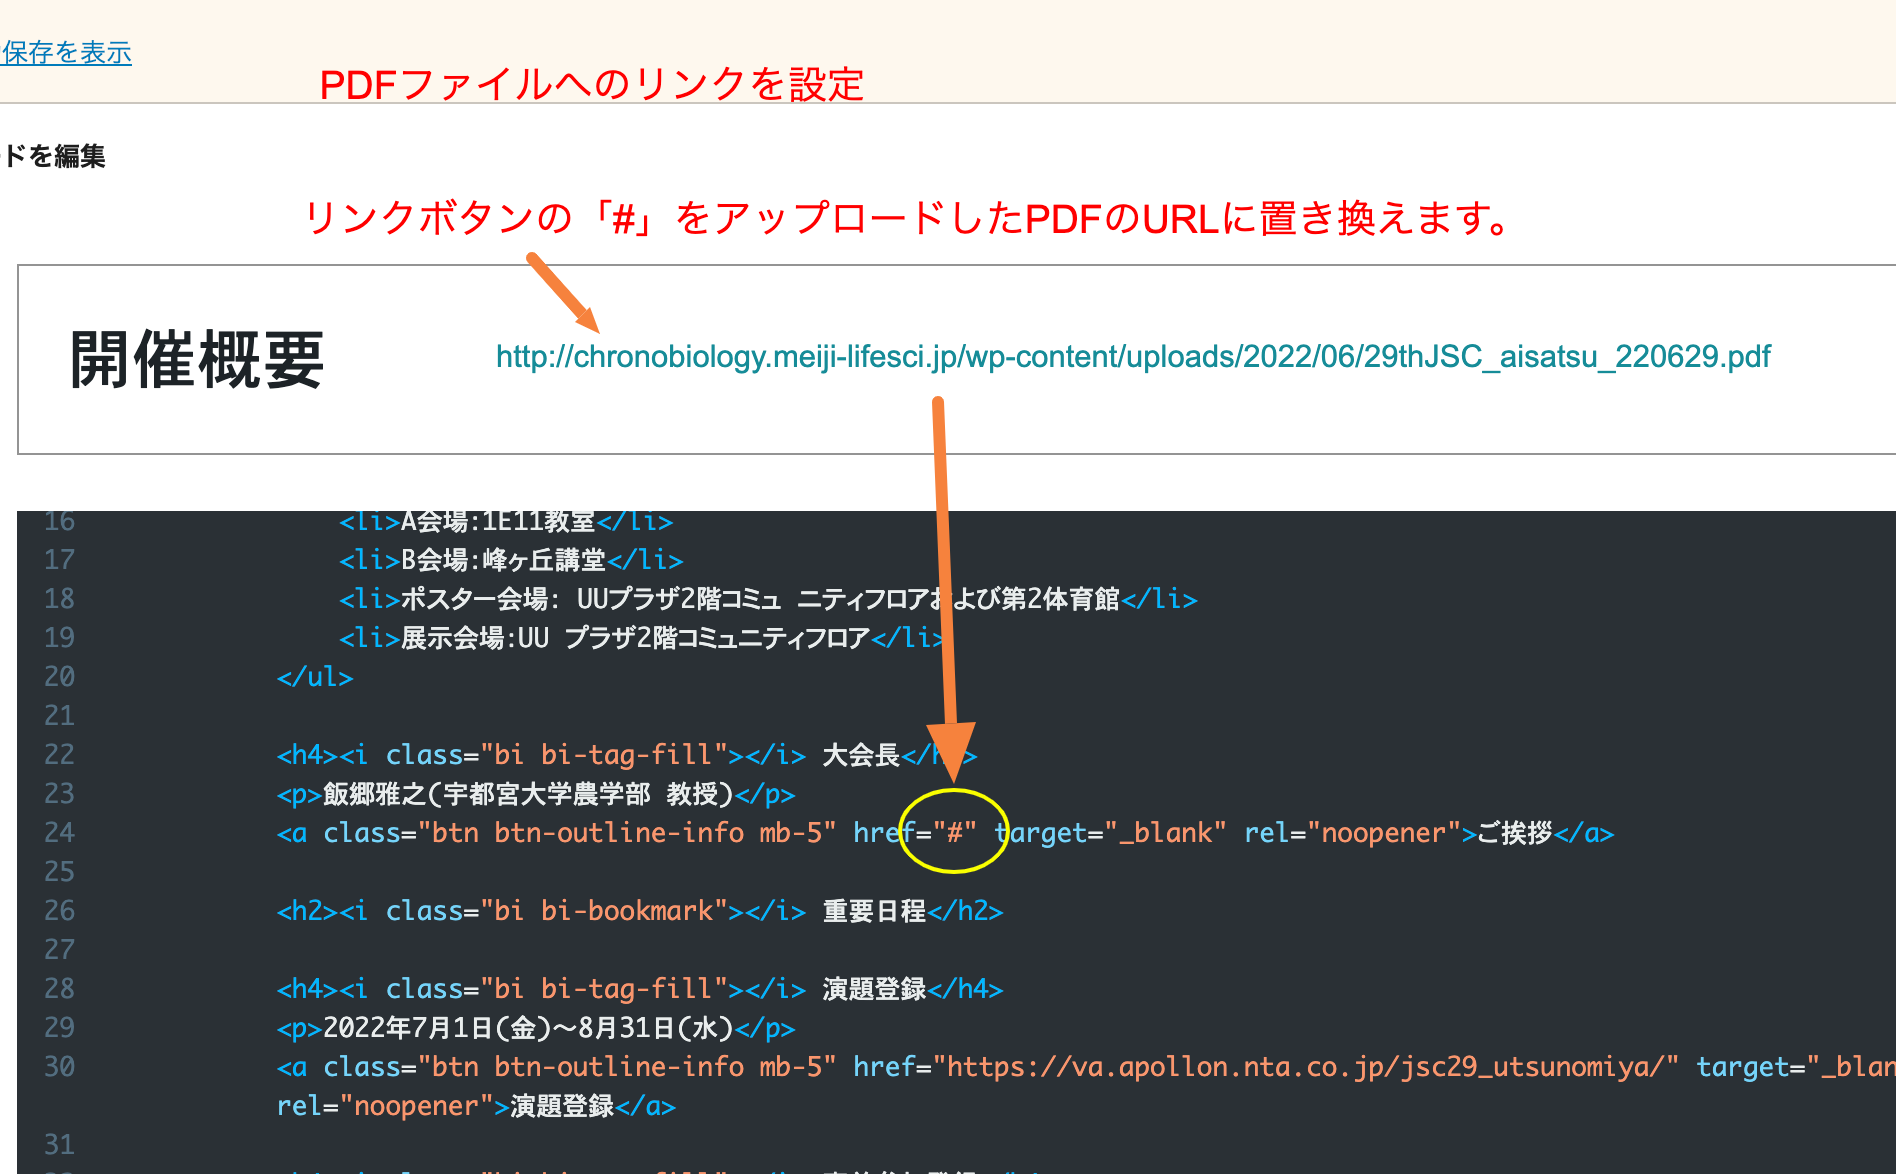 保存を表示
PDFファイルへのリンクを設定
ドを編集
リンクボタンの「#」をアップロードしたPDFのURLに置き換えます。
開催概要
http://chronobiology.meiji-lifesci.jp/wp-content/uploads/2022/06/29thJSC_aisatsu_220629.pdf
16 <li>A会場:1E11教室</li>
17 <li>B会場:峰ヶ丘講堂</li>
18 <li>ポスター会場: UUプラザ2階コミュ ニティフロアおよび第2体育館</li>
19 <li>展示会場:UU プラザ2階コミュニティフロア</li>
20 </ul>
21
22 <h4><i class="bi bi-tag-fill"></i> 大会長</h4>
23 <p>飯郷雅之(宇都宮大学農学部 教授)</p>
24 <a class="btn btn-outline-info mb-5" href="#" target="_blank" rel="noopener">ご挨拶</a>
25
26 <h2><i class="bi bi-bookmark"></i> 重要日程</h2>
27
28 <h4><i class="bi bi-tag-fill"></i> 演題登録</h4>
29 <p>2022年7月1日(金)〜8月31日(水)</p>
30 <a class="btn btn-outline-info mb-5" href="https://va.apollon.nta.co.jp/jsc29_utsunomiya/" target="_blan
rel="noopener">演題登録</a>
31